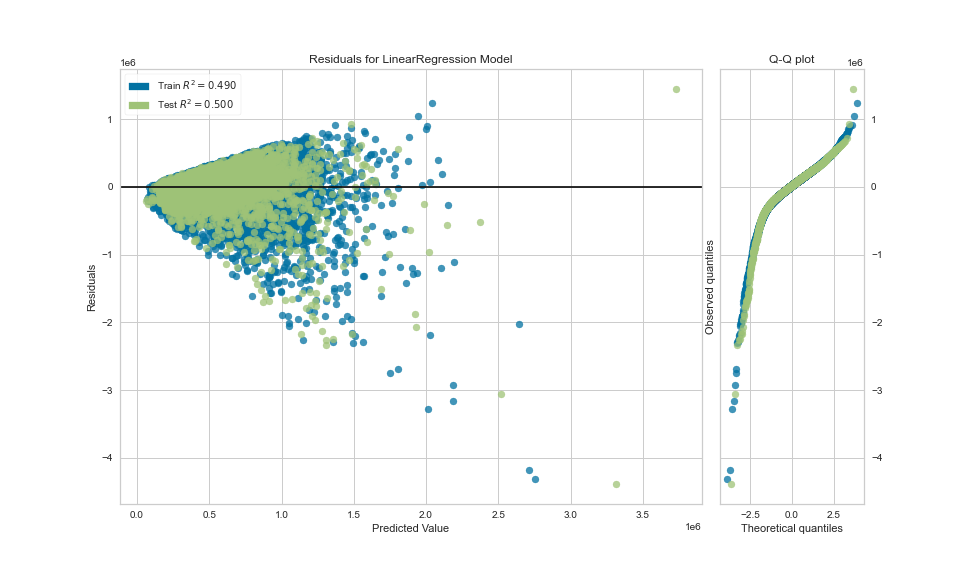 Residuals for LinearRegression Model
Q-Q plot
1e6
1e6
Train R² = 0.490
Test R² = 0.500
1
0
−1
−2
−3
−4
Residuals
0.0 0.5 1.0 1.5 2.0 2.5 3.0 3.5
1e6
Predicted Value
1
0
−1
−2
−3
−4
Observed quantiles
−2.5 0.0 2.5
Theoretical quantiles